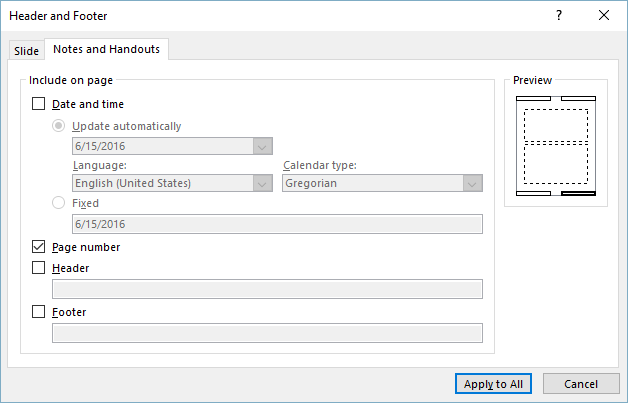 Header and Footer
?
Slide
Notes and Handouts
Include on page
Preview
Date and time
Update automatically
6/15/2016
Language:
Calendar type:
English (United States)
Gregorian
Fixed
6/15/2016
Page number
Header
Footer
Apply to All
Cancel